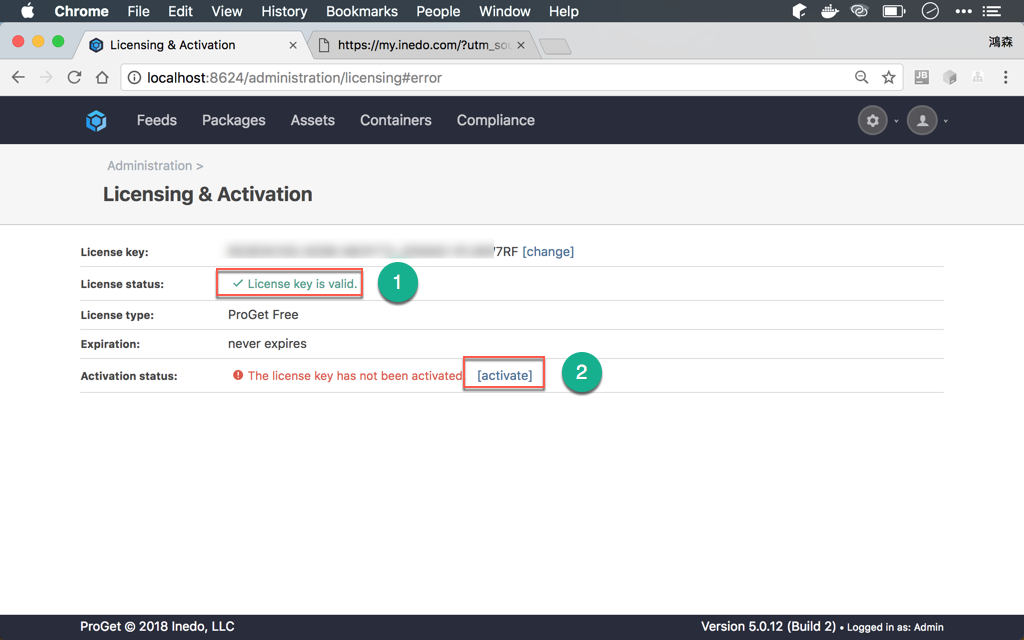 Chrome File Edit View History Bookmarks People Window Help
Licensing & Activation × https://my.inedo.com/?utm_sou ×
鴻森
localhost:8624/administration/licensing#error
JB
Feeds Packages Assets Containers Compliance
Administration >
Licensing & Activation
License key: 7RF [change]
License status: ✓ License key is valid. 1
License type: ProGet Free
Expiration: never expires
Activation status: The license key has not been activated [activate] 2
ProGet © 2018 Inedo, LLC Version 5.0.12 (Build 2) • Logged in as: Admin